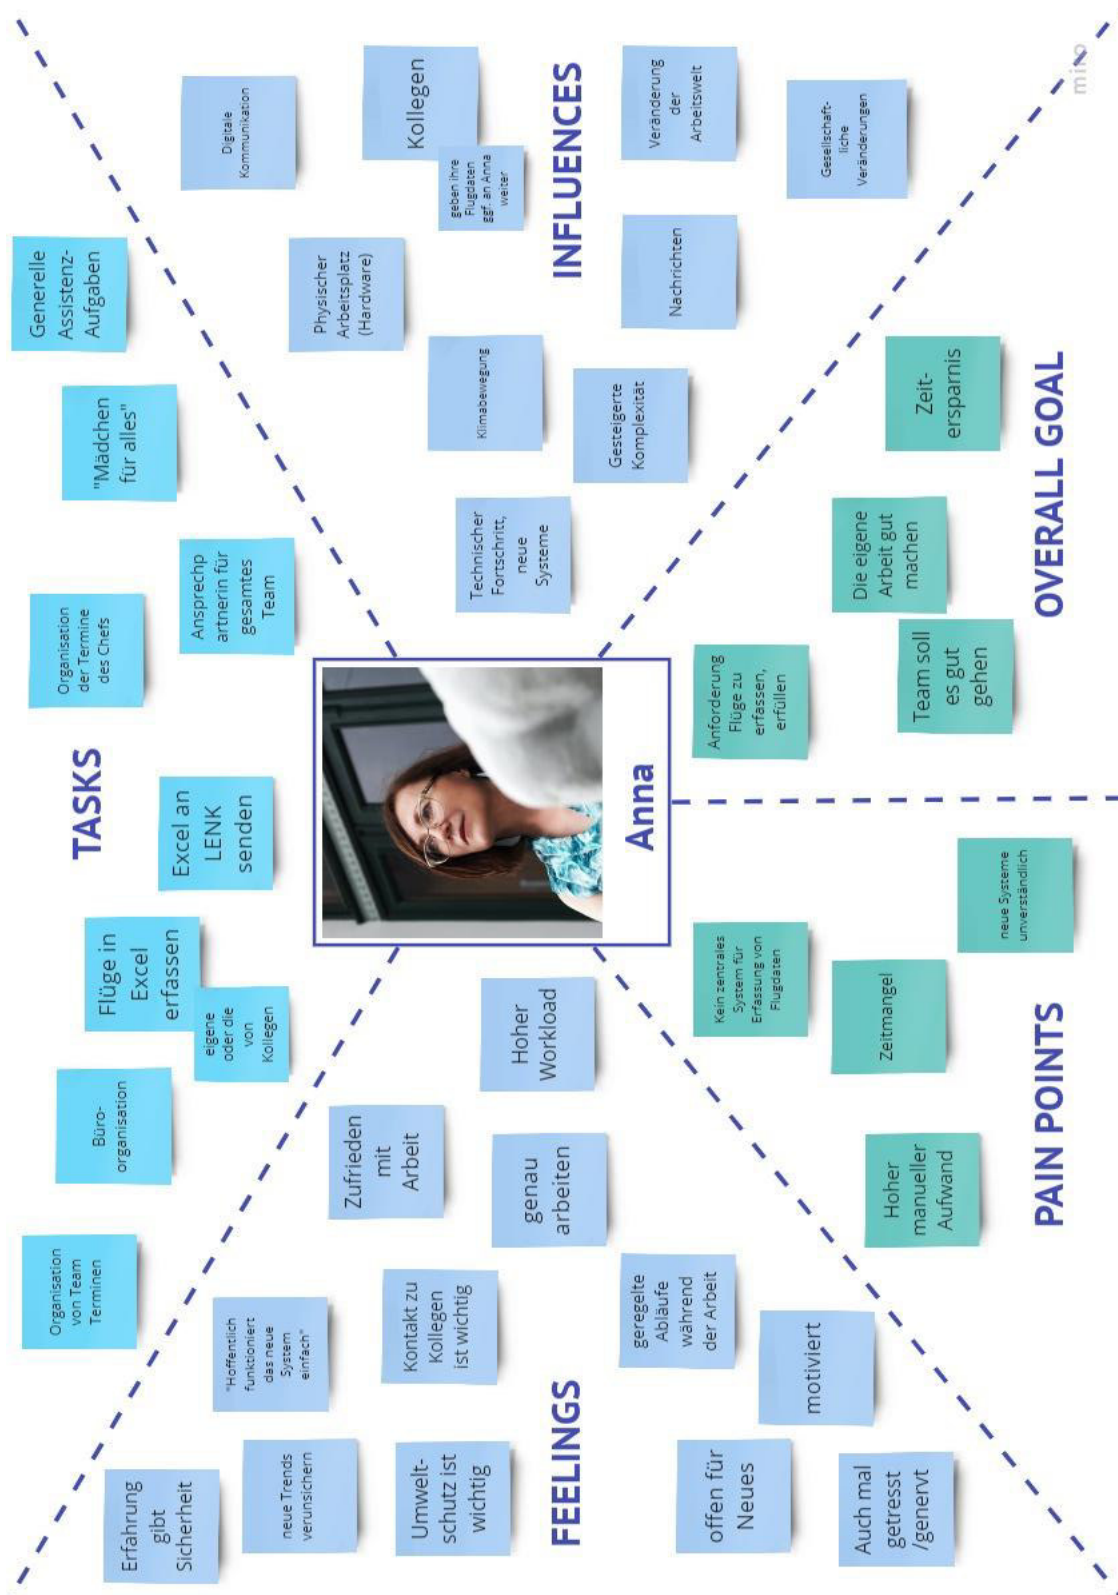 TASKS
Organisation
von Team
Terminen
Büro-
organisation
Flüge in
Excel
erfassen
eigene
oder die
von
Kollegen
Excel an
LENK
senden
Organisation
der Termine
des Chefs
Ansprechp
artnerin für
gesamtes
Team
"Mädchen
für alles"
Generelle
Assistenz-
Aufgaben
FEELINGS
Erfahrung
gibt
Sicherheit
neue Trends
verunsichern
"Hoffentlich
funktioniert
das neue
System
einfach"
Umwelt-
schutz ist
wichtig
Kontakt zu
Kollegen
ist wichtig
Zufrieden
mit
Arbeit
genau
arbeiten
Hoher
Workload
geregelte
Abläufe
während
der Arbeit
offen für
Neues
motiviert
Auch mal
getresst
/genervt
Anna
INFLUENCES
Digitale
Kommunikation
Physischer
Arbeitsplatz
(Hardware)
Kollegen
geben ihre
Flugdaten
ggf. an Anna
weiter
Klimabewegung
Technischer
Fortschritt,
neue
Systeme
Gesteigerte
Komplexität
Nachrichten
Veränderung
der
Arbeitswelt
Gesellschaft-
liche
Veränderungen
PAIN POINTS
Kein zentrales
System für
Erfassung von
Flugdaten
Zeitmangel
Hoher
manueller
Aufwand
neue Systeme
unverständlich
OVERALL GOAL
Anforderung
Flüge zu
erfassen,
erfüllen
Die eigene
Arbeit gut
machen
Team soll
es gut
gehen
Zeit-
ersparnis
miro